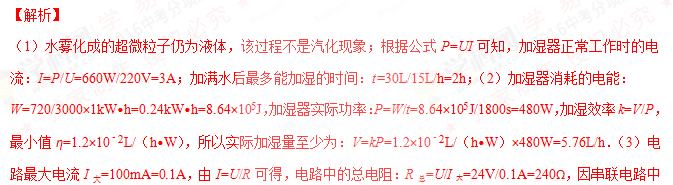 【解析】
（1）水雾化成的超微粒子仍为液体，该过程不是汽化现象；根据公式 P=UI 可知，加湿器正常工作时的电
流：I=P/U=660W/220V=3A；加满水后最多能加湿的时间：t=30L/15L/h=2h；（2）加湿器消耗的电能：
W=720/3000×1kW•h=0.24kW•h=8.64×10⁵J，加湿器实际功率：P=W/t=8.64×10⁵J/1800s=480W，加湿效率 k=V/P，
最小值 η=1.2×10⁻²L/（h•W），所以实际加湿量至少为：V=kP=1.2×10⁻²L/（h•W）×480W=5.76L/h．（3）电
路最大电流 I 大=100mA=0.1A，由 I=U/R 可得，电路中的总电阻：R 总=U/I 大=24V/0.1A=240Ω，因串联电路中